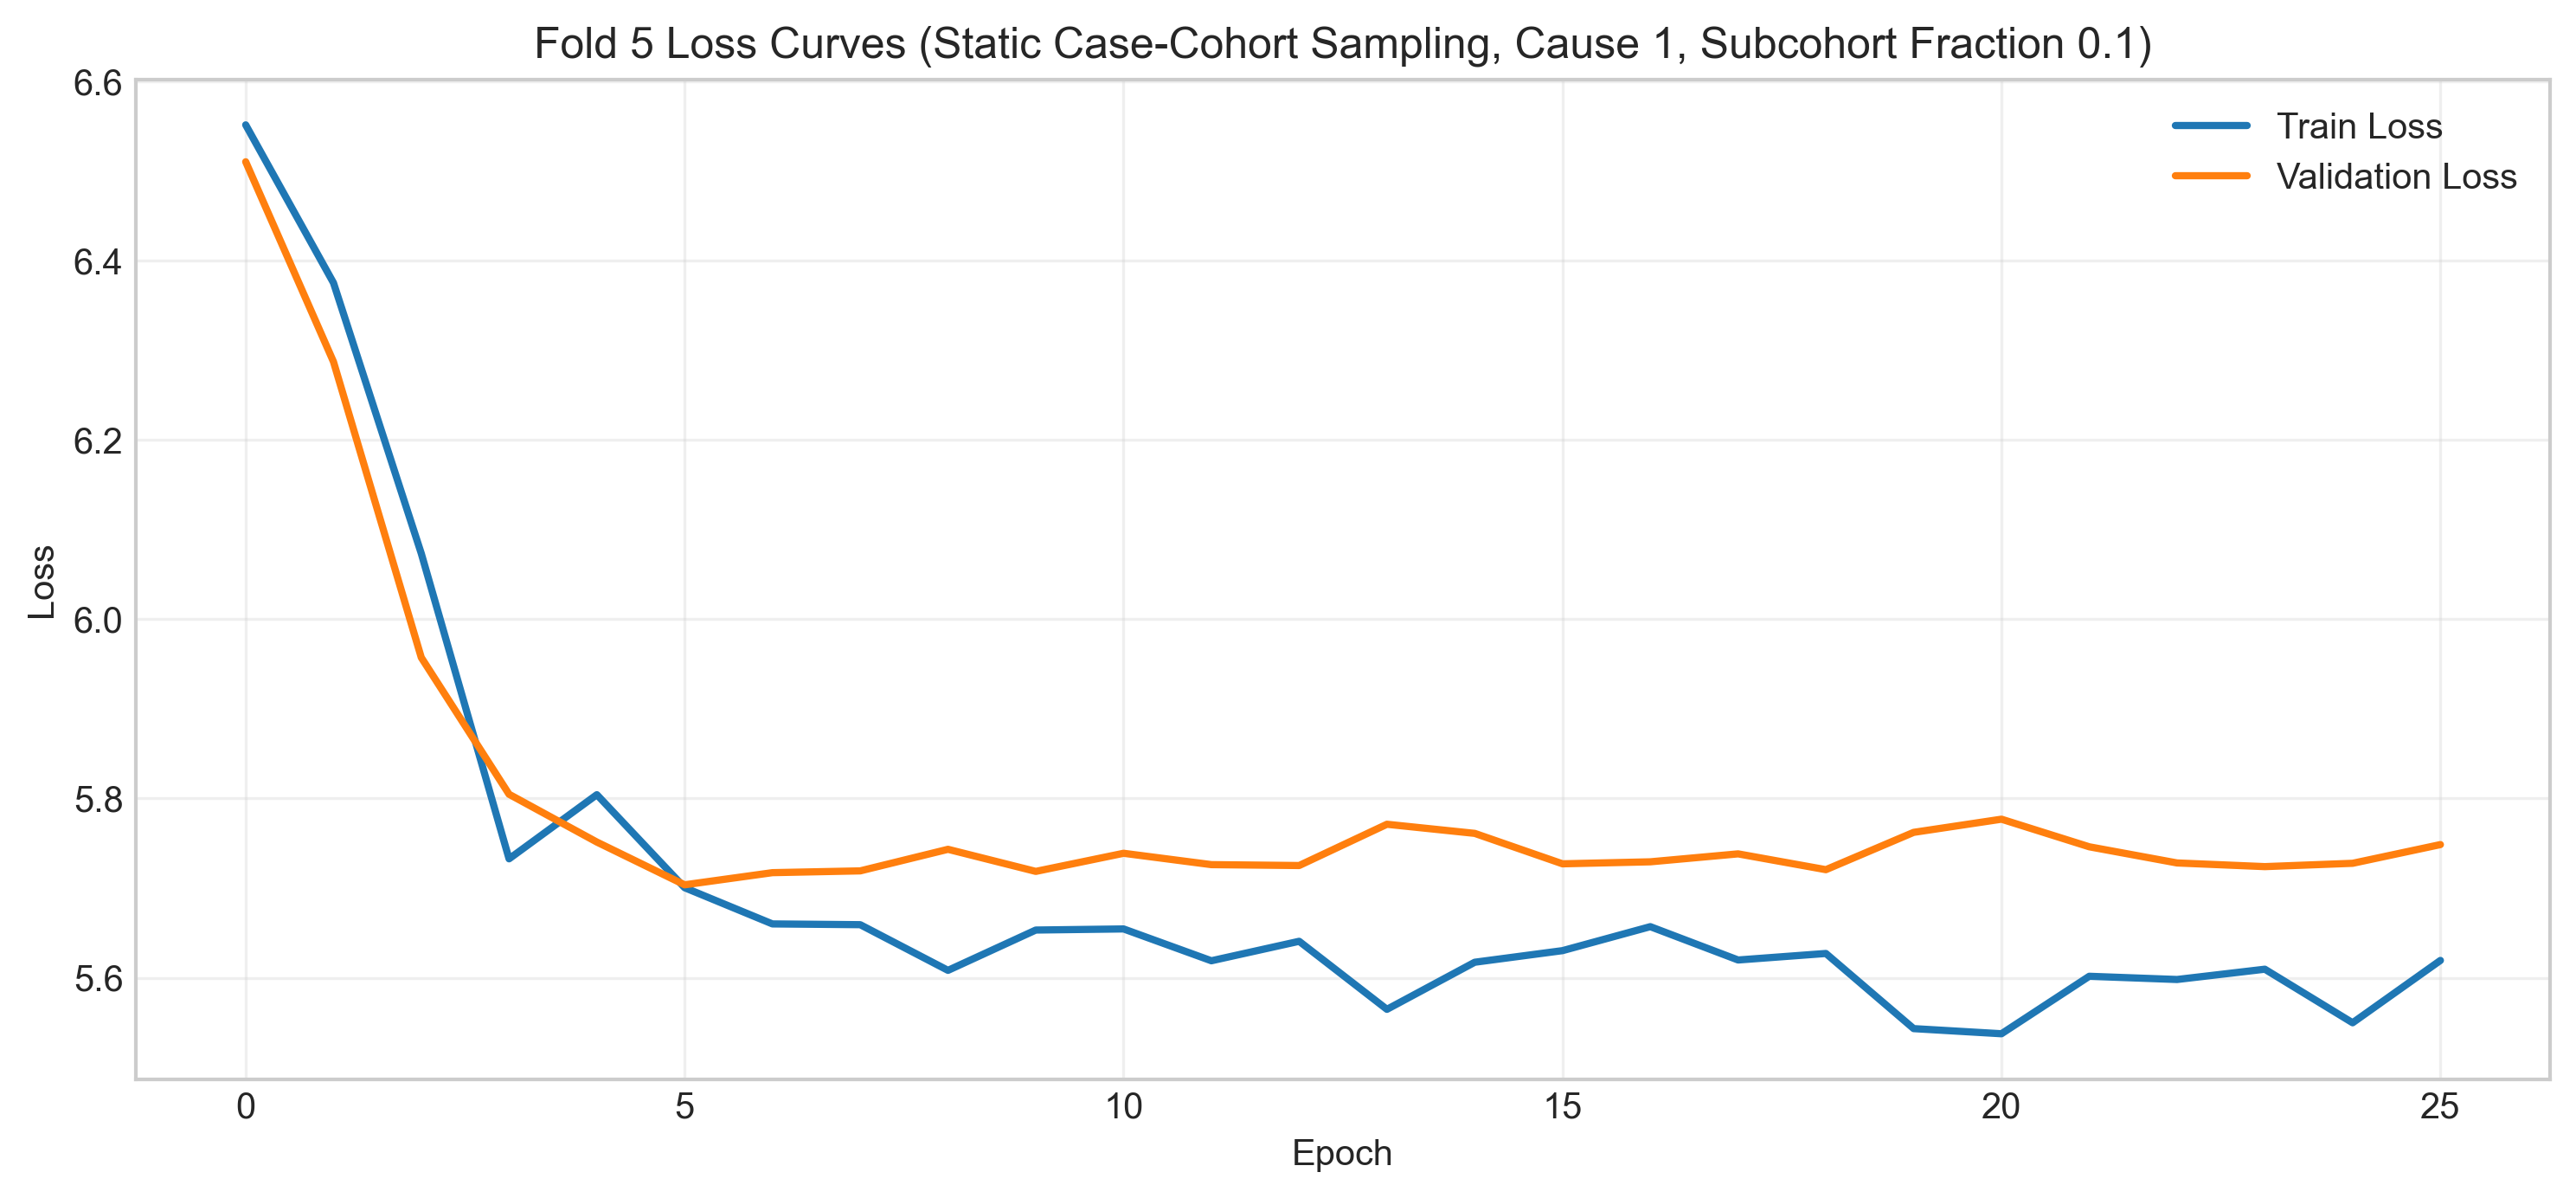 Fold 5 Loss Curves (Static Case-Cohort Sampling, Cause 1, Subcohort Fraction 0.1)
Train Loss
Validation Loss
Loss
6.6
6.4
6.2
6.0
5.8
5.6
0 5 10 15 20 25
Epoch